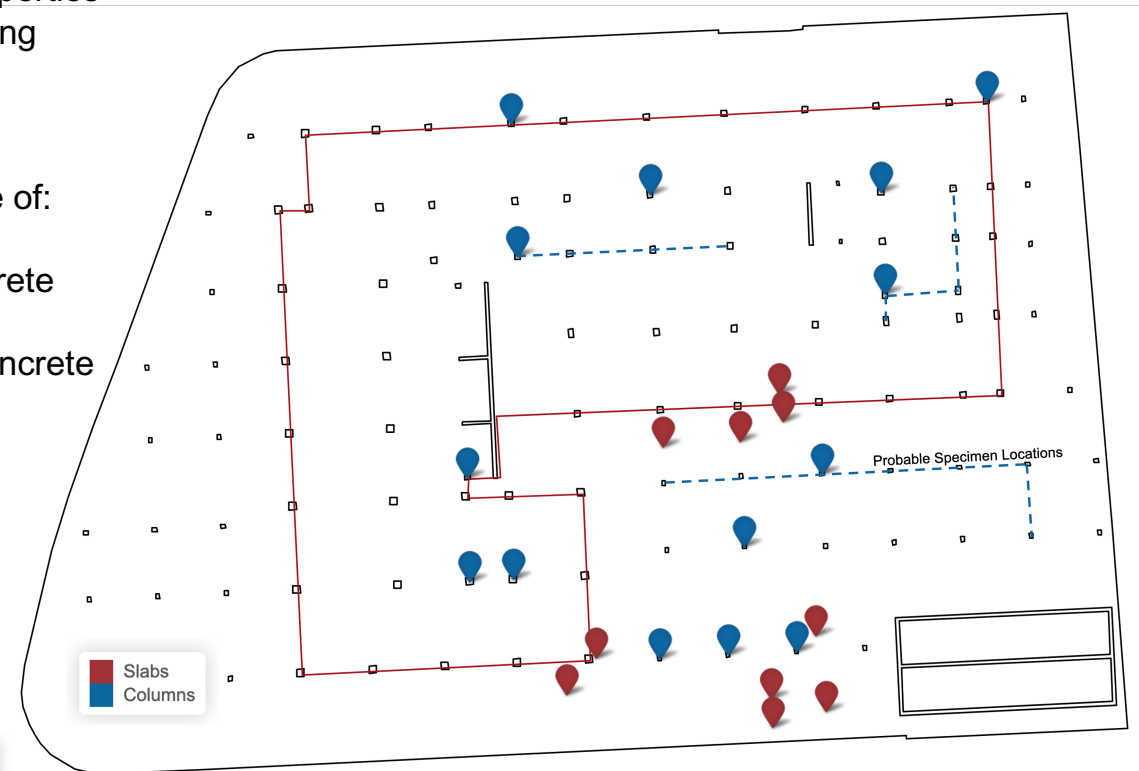 ng
e of:
rete
ncrete
Probable Specimen Locations
Slabs
Columns